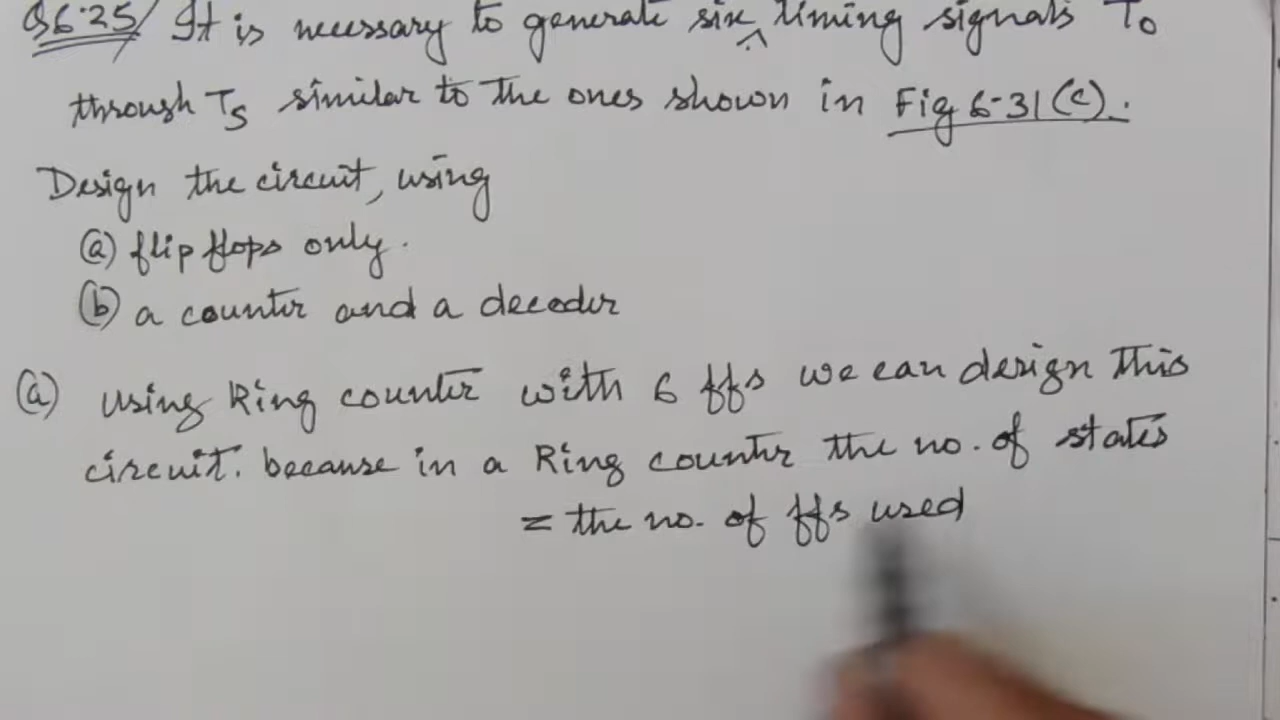 Q6.25/ It is necessary to generate six timing signals T0
through T5 similar to the ones shown in Fig 6-31(c).
Design the circuit, using
(a) flip flops only.
(b) a counter and a decoder
(a) using Ring counter with 6 ffs we can design this
circuit. because in a Ring counter the no. of states
= the no. of ffs used